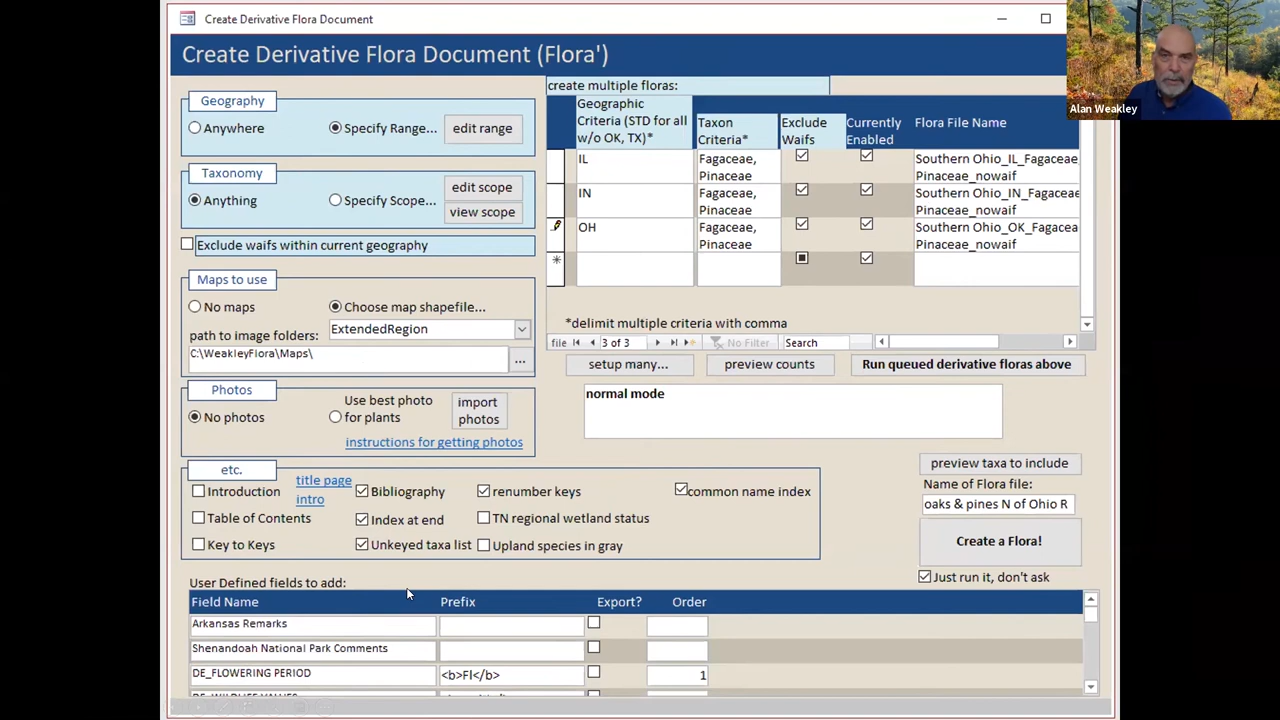 Create Derivative Flora Document
Create Derivative Flora Document (Flora')
Alan Weakley
Geography
Anywhere
Specify Range...
edit range
Taxonomy
Anything
Specify Scope...
edit scope
view scope
Exclude waifs within current geography
Maps to use
No maps
Choose map shapefile...
path to image folders:
ExtendedRegion
C:\WeakleyFlora\Maps\
...
Photos
No photos
Use best photo
for plants
import
photos
instructions for getting photos
create multiple floras:
Geographic
Criteria (STD for all
w/o OK, TX)*
Taxon
Criteria*
Exclude
Waifs
Currently
Enabled
Flora File Name
IL
Fagaceae,
Pinaceae
Southern Ohio_IL_Fagaceae,
Pinaceae_nowaif
IN
Fagaceae,
Pinaceae
Southern Ohio_IN_Fagaceae
Pinaceae_nowaif
OH
Fagaceae,
Pinaceae
Southern Ohio_OK_Fagacea
Pinaceae_nowaif
*delimit multiple criteria with comma
file
3 of 3
No Filter
Search
setup many...
preview counts
Run queued derivative floras above
normal mode
etc.
Introduction
title page
intro
Bibliography
renumber keys
common name index
Table of Contents
Index at end
TN regional wetland status
Key to Keys
Unkeyed taxa list
Upland species in gray
preview taxa to include
Name of Flora file:
oaks & pines N of Ohio R
Create a Flora!
Just run it, don't ask
User Defined fields to add:
Field Name
Prefix
Export?
Order
Arkansas Remarks
Shenandoah National Park Comments
DE_FLOWERING PERIOD
<b>Fl</b>
1
DE_WILDLIFE VALUES